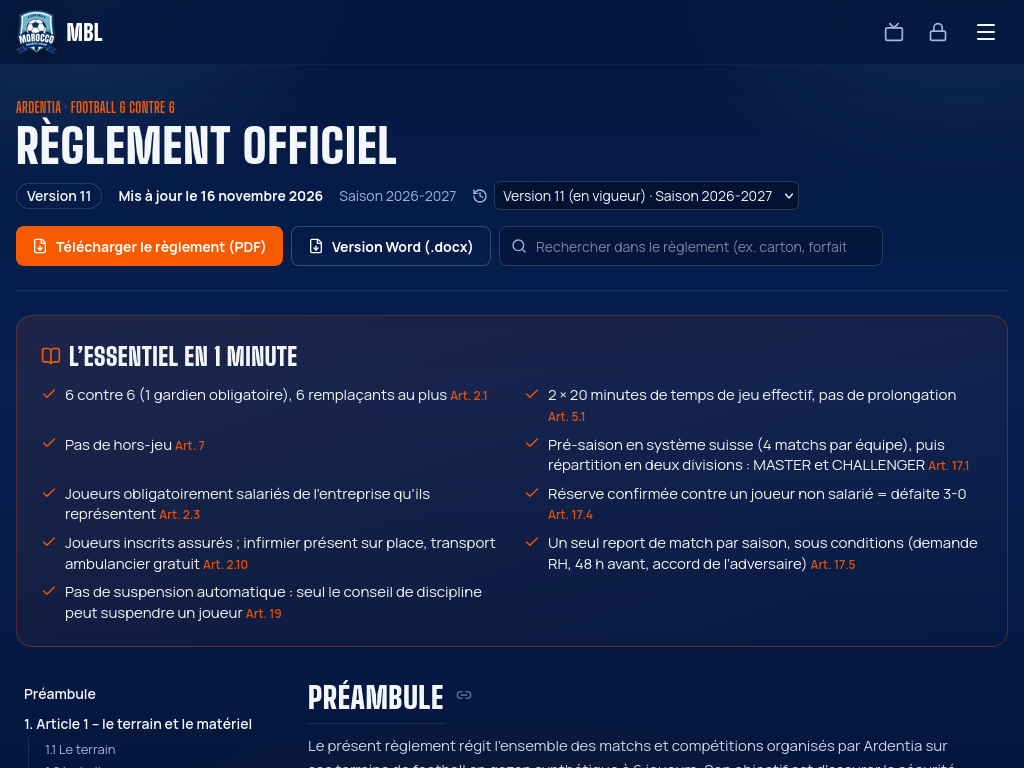 MOROCCO
MBL
ARDENTIA · FOOTBALL 6 CONTRE 6
RÈGLEMENT OFFICIEL
Version 11
Mis à jour le 16 novembre 2026
Saison 2026-2027
Version 11 (en vigueur) · Saison 2026-2027
Télécharger le règlement (PDF)
Version Word (.docx)
Rechercher dans le règlement (ex. carton, forfait
L’ESSENTIEL EN 1 MINUTE
6 contre 6 (1 gardien obligatoire), 6 remplaçants au plus Art. 2.1
2 × 20 minutes de temps de jeu effectif, pas de prolongation
Art. 5.1
Pas de hors-jeu Art. 7
Pré-saison en système suisse (4 matchs par équipe), puis
répartition en deux divisions : MASTER et CHALLENGER Art. 17.1
Joueurs obligatoirement salariés de l’entreprise qu’ils
représentent Art. 2.3
Réserve confirmée contre un joueur non salarié = défaite 3-0
Art. 17.4
Joueurs inscrits assurés ; infirmier présent sur place, transport
ambulancier gratuit Art. 2.10
Un seul report de match par saison, sous conditions (demande
RH, 48 h avant, accord de l’adversaire) Art. 17.5
Pas de suspension automatique : seul le conseil de discipline
peut suspendre un joueur Art. 19
Préambule
1. Article 1 – le terrain et le matériel
1.1 Le terrain
PRÉAMBULE
Le présent règlement régit l’ensemble des matchs et compétitions organisés par Ardentia sur